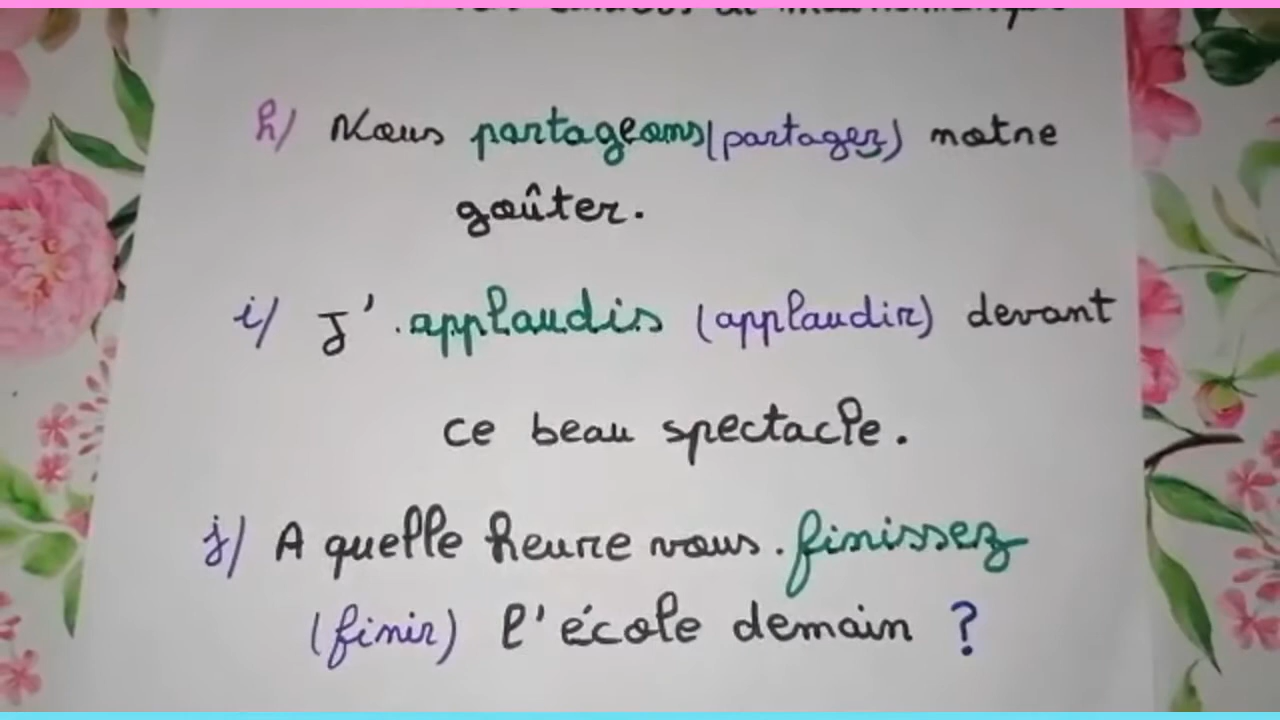 h/ Nous partageons (partager) notre
goûter.
i/ J' .applaudis (applaudir) devant
ce beau spectacle.
j/ A quelle heure vous .finissez
(finir) l'école demain ?